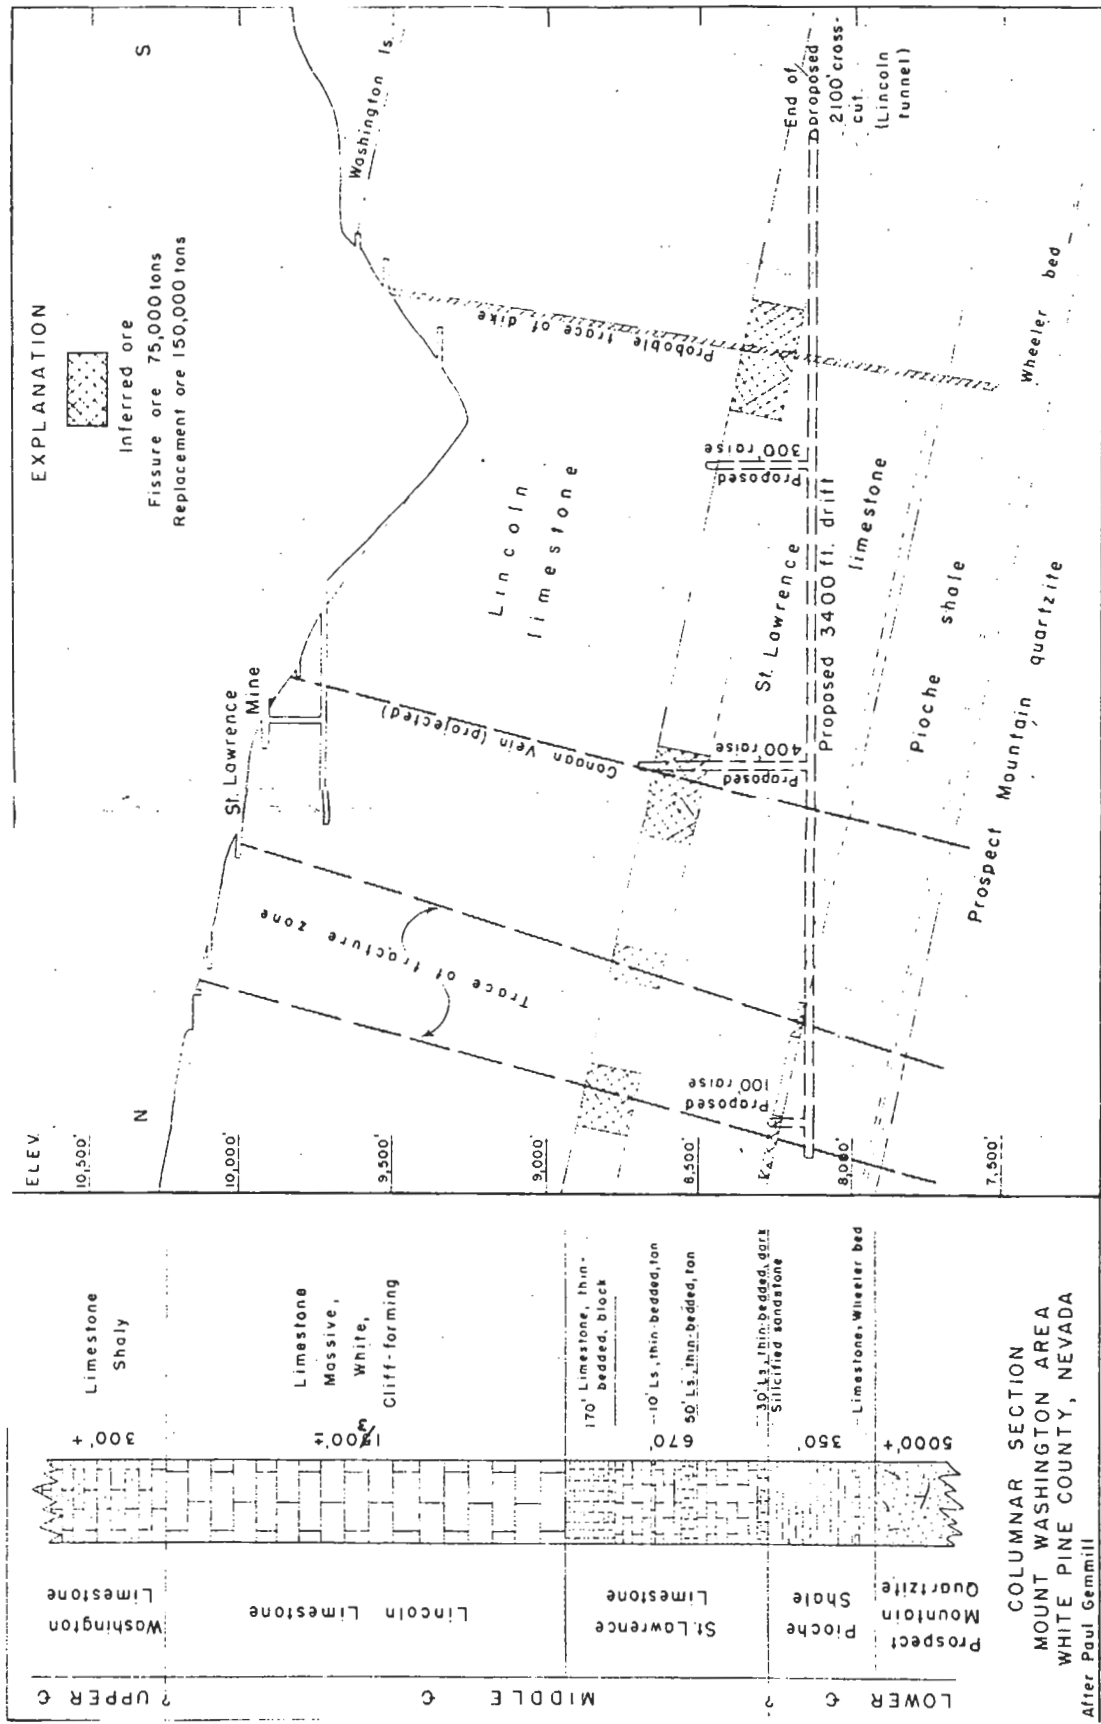 EXPLANATION
Inferred ore
Fissure ore 75,000 tons
Replacement ore 150,000 tons
S
Washington ls.
St. Lawrence
Mine
N
ELEV.
10,500'
10,000'
9,500'
9,000'
8,500'
8,000'
7,500'
Trace of fracture zone
Conaan Vein (projected)
Probable trace of dike
Lincoln
limestone
St. Lawrence
limestone
Proposed
100' raise
Proposed
400' raise
Proposed
300' raise
Proposed 3400 ft. drift
End of
proposed
2100' cross-
cut.
(Lincoln
tunnel)
Pioche shale
Wheeler bed
Prospect Mountain quartzite
Limestone
Shaly
Limestone
Massive,
White,
Cliff-forming
170' Limestone, thin-
bedded, black
10' Ls, thin-bedded, tan
50' Ls, thin-bedded, tan
30' Ls, thin-bedded, dark
Silicified sandstone
Limestone, Wheeler bed
300'+
670'
350'
5000'+
Washington
Limestone
Lincoln Limestone
St. Lawrence
Limestone
Pioche
Shale
Prospect
Mountain
Quartzite
UPPER Є
?
MIDDLE Є
?
LOWER Є
COLUMNAR SECTION
MOUNT WASHINGTON AREA
WHITE PINE COUNTY, NEVADA
After Paul Gemmill